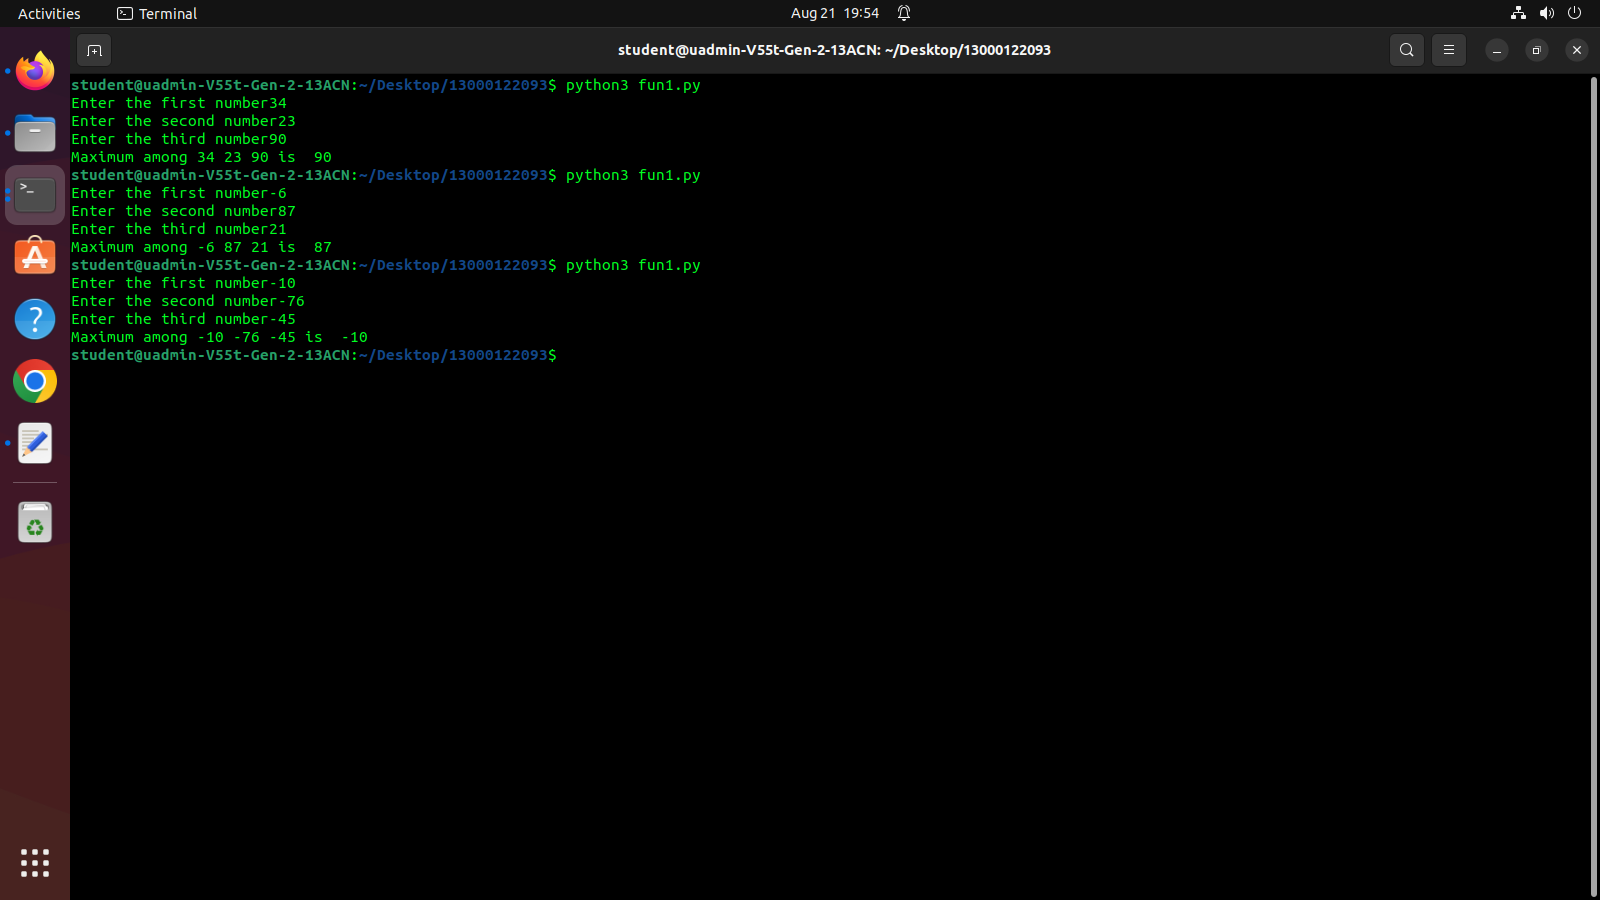 Activities Terminal Aug 21 19:54
student@uadmin-V55t-Gen-2-13ACN: ~/Desktop/13000122093
student@uadmin-V55t-Gen-2-13ACN:~/Desktop/13000122093$ python3 fun1.py
Enter the first number34
Enter the second number23
Enter the third number90
Maximum among 34 23 90 is  90
student@uadmin-V55t-Gen-2-13ACN:~/Desktop/13000122093$ python3 fun1.py
Enter the first number-6
Enter the second number87
Enter the third number21
Maximum among -6 87 21 is  87
student@uadmin-V55t-Gen-2-13ACN:~/Desktop/13000122093$ python3 fun1.py
Enter the first number-10
Enter the second number-76
Enter the third number-45
Maximum among -10 -76 -45 is  -10
student@uadmin-V55t-Gen-2-13ACN:~/Desktop/13000122093$